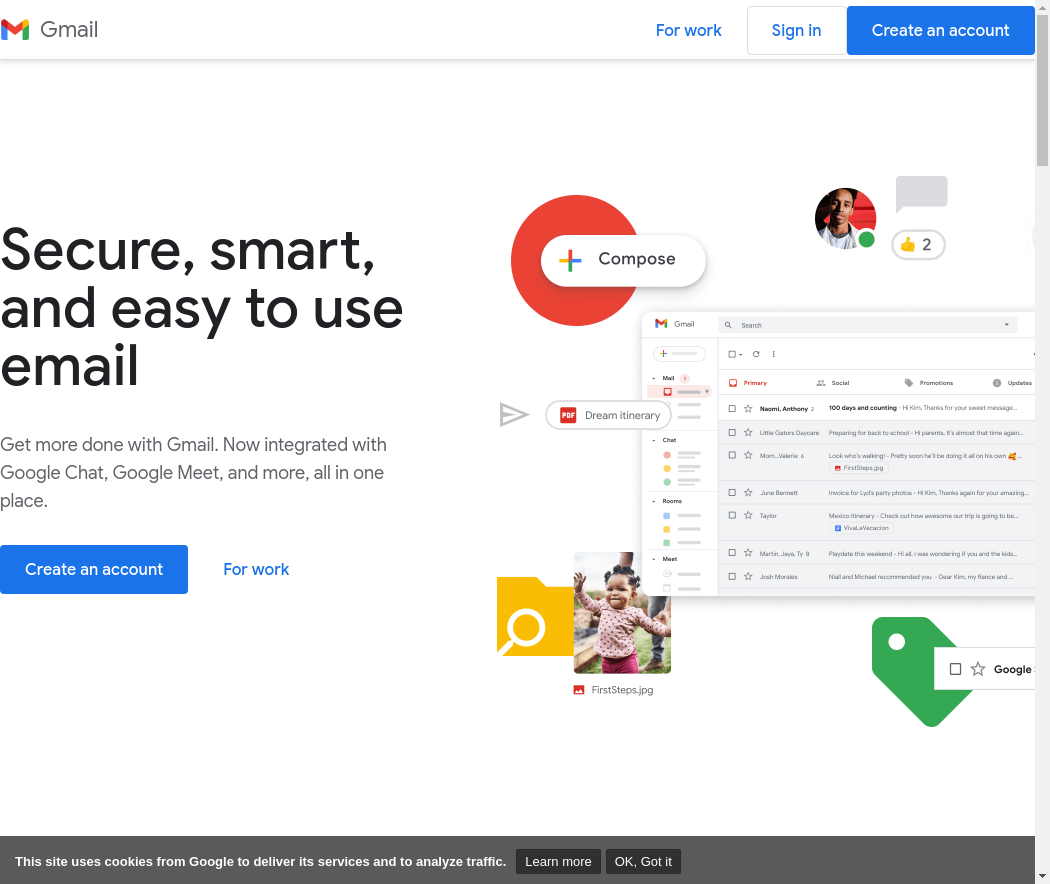 Gmail
For work
Sign in
Create an account
Secure, smart,
and easy to use
email
Get more done with Gmail. Now integrated with
Google Chat, Google Meet, and more, all in one
place.
Create an account
For work
Compose
👍 2
Gmail
Search
Mail 1
Primary
Social
Promotions
Updates
Naomi, Anthony 2 100 days and counting - Hi Kim, Thanks for your sweet message...
PDF Dream itinerary
Little Gators Daycare Preparing for back to school - Hi parents, It's almost that time again...
Chat
Mom...Valerie 6 Look who's walking! - Pretty soon he'll be doing it all on his own 🥰 ...
FirstSteps.jpg
June Bennett Invoice for Lyd's party photos - Hi Kim, Thanks again for your amazing...
Rooms
Taylor Mexico itinerary - Check out how awesome our trip is going to be...
VivaLaVacacion
Martin, Jaya, Ty 8 Playdate this weekend - Hi all, I was wondering if you and the kids...
Meet
Josh Morales Niall and Michael recommended you - Dear Kim, my fiance and ...
Google
FirstSteps.jpg
This site uses cookies from Google to deliver its services and to analyze traffic.
Learn more
OK, Got it